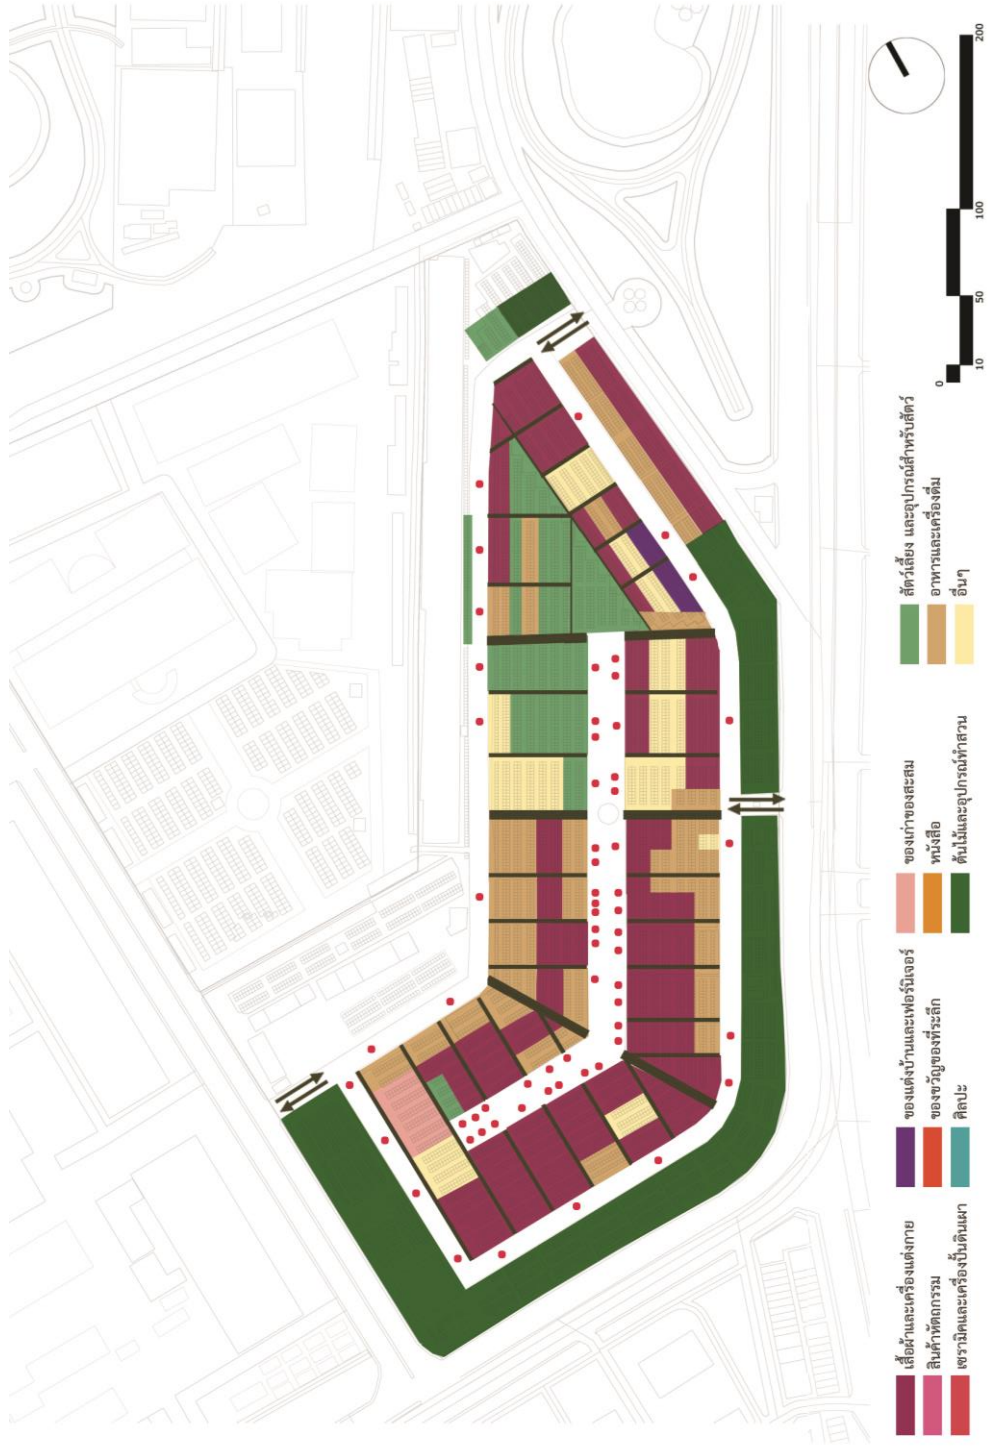 0
10
50
100
200
เสื้อผ้าและเครื่องแต่งกาย
สินค้าหัตถกรรม
เซรามิคและเครื่องปั้นดินเผา
ของแต่งบ้านและเฟอร์นิเจอร์
ของขวัญของที่ระลึก
ศิลปะ
ของเก่าของสะสม
หนังสือ
ต้นไม้และอุปกรณ์ทำสวน
สัตว์เลี้ยง และอุปกรณ์สำหรับสัตว์
อาหารและเครื่องดื่ม
อื่นๆ